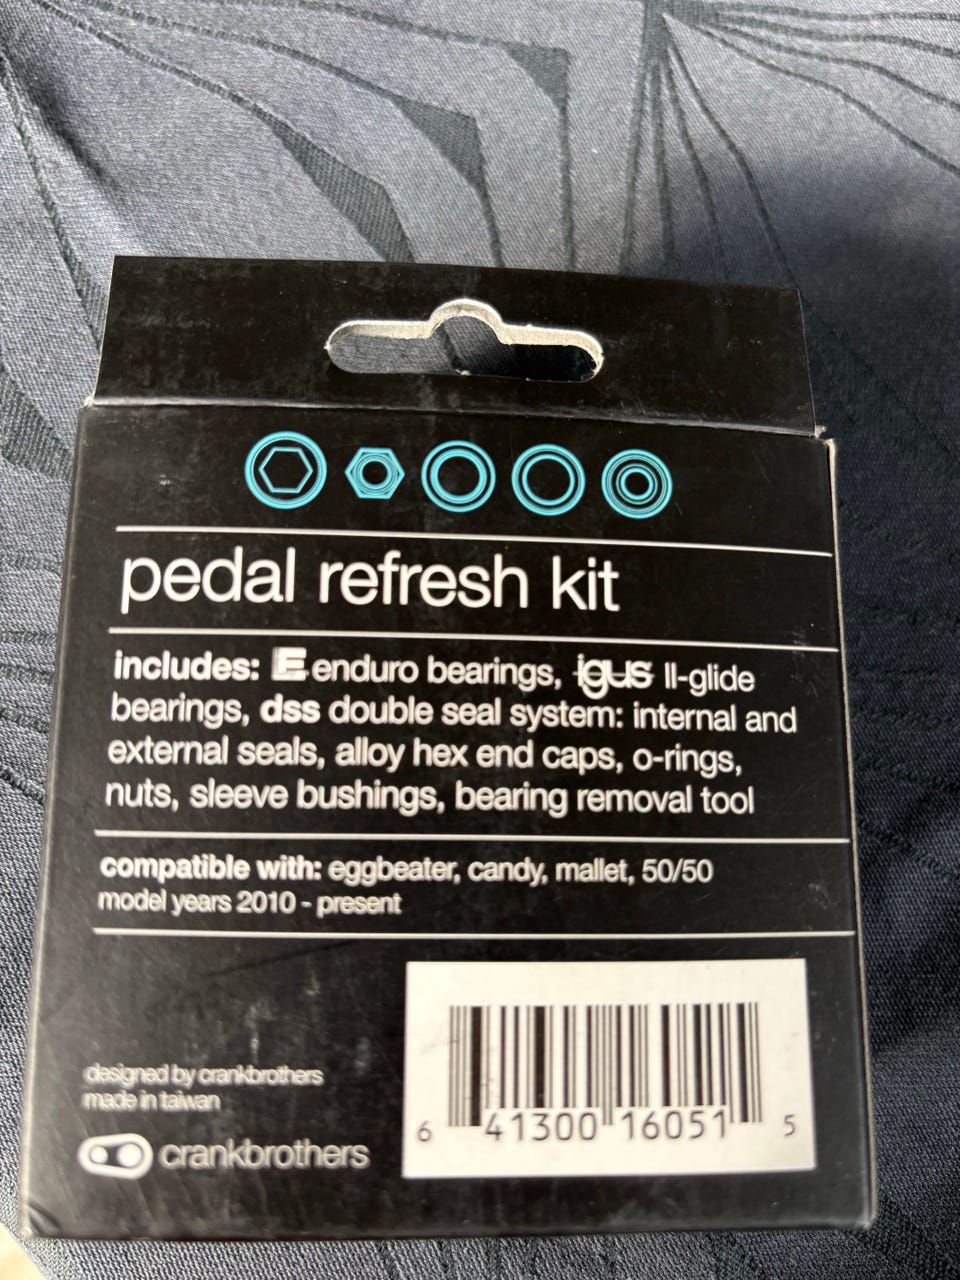 pedal refresh kit
includes: E enduro bearings, igus ll-glide
bearings, dss double seal system: internal and
external seals, alloy hex end caps, o-rings,
nuts, sleeve bushings, bearing removal tool
compatible with: eggbeater, candy, mallet, 50/50
model years 2010 - present
designed by crankbrothers
made in taiwan
crankbrothers
6 41300 16051 5